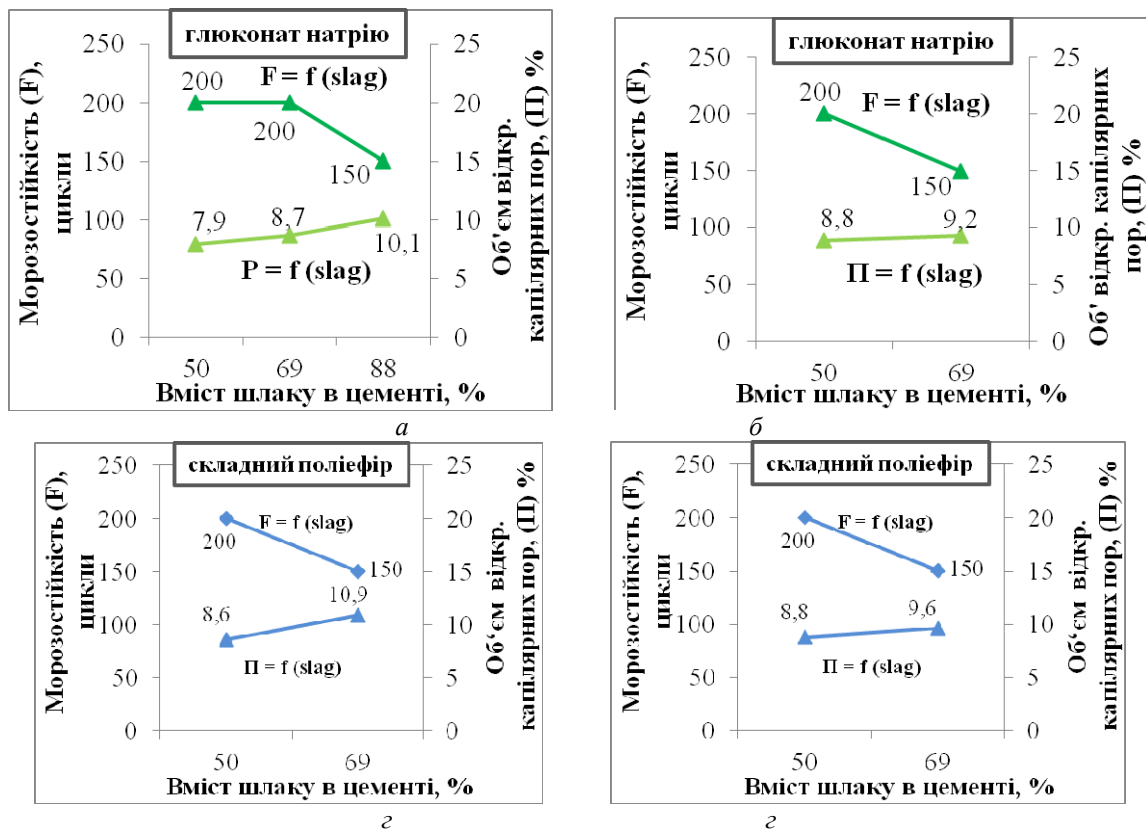 глюконат натрію
Морозостійкість (F),
цикли
250
200
150
100
50
0
200
F = f (slag)
200
150
7,9
8,7
10,1
P = f (slag)
25
20
15
10
5
0
Об'єм відкр.
капілярних пор, (П) %
50
69
88
Вміст шлаку в цементі, %
а
глюконат натрію
Морозостійкість (F),
цикли
250
200
150
100
50
0
200
F = f (slag)
150
8,8
9,2
П = f (slag)
25
20
15
10
5
0
Об' відкр. капілярних
пор, (П) %
50
69
Вміст шлаку в цементі, %
б
складний поліефір
Морозостійкість (F),
цикли
250
200
150
100
50
0
F = f (slag)
200
150
8,6
10,9
П = f (slag)
25
20
15
10
5
0
Об‘єм відкр.
капілярних пор, (П) %
50
69
Вміст шлаку в цементі, %
г
складний поліефір
Морозостійкість (F),
цикли
250
200
150
100
50
0
F = f (slag)
200
150
8,8
9,6
П = f (slag)
25
20
15
10
5
0
Об‘єм відкр.
капілярних пор, (П) %
50
69
Вміст шлаку в цементі, %
г